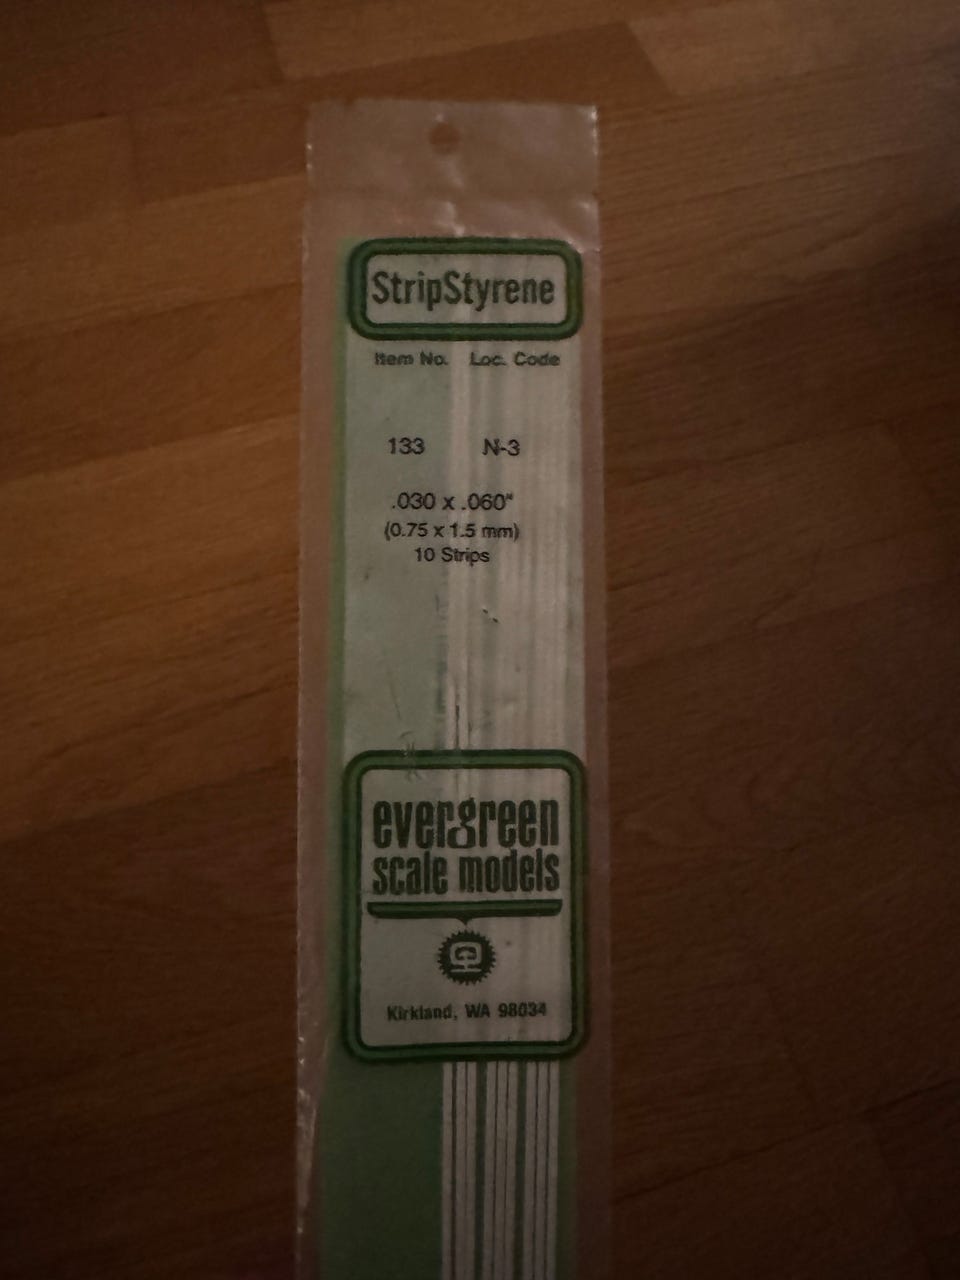 StripStyrene
Item No. Loc. Code
133 N-3
.030 x .060"
(0.75 x 1.5 mm)
10 Strips
evergreen
scale models
Kirkland, WA 98034